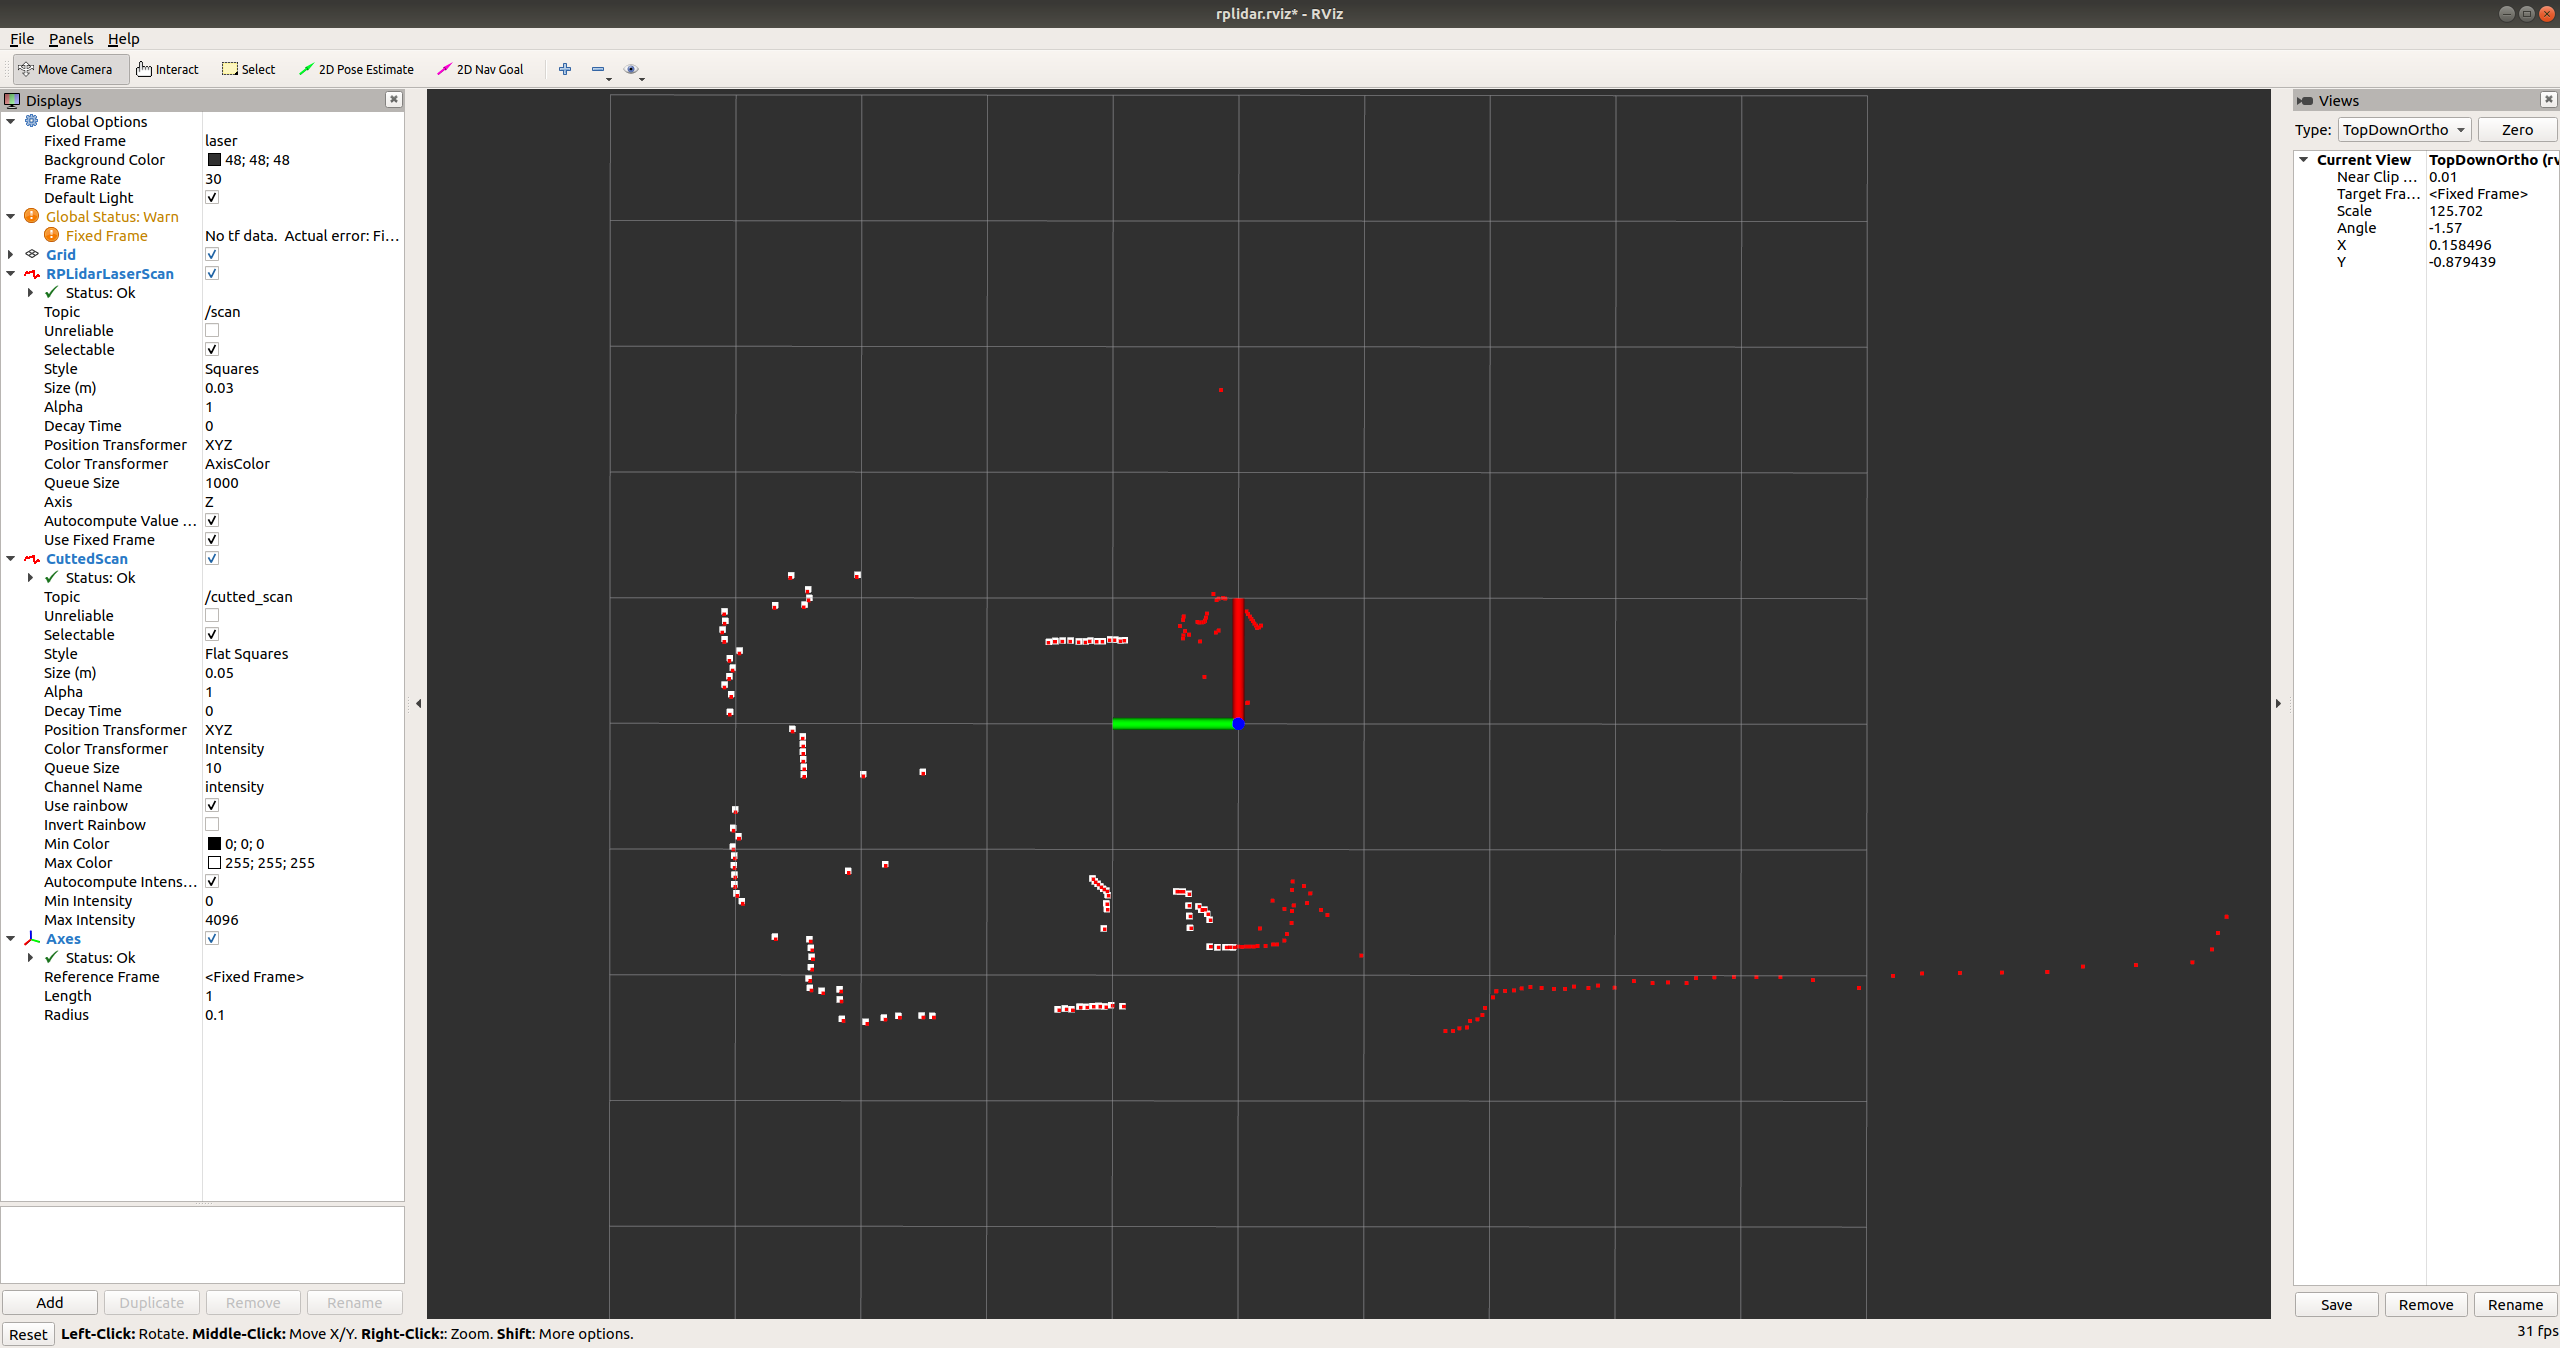 rplidar.rviz* - RViz
File Panels Help
Move Camera Interact Select 2D Pose Estimate 2D Nav Goal
Displays
Global Options
Fixed Frame laser
Background Color 48; 48; 48
Frame Rate 30
Default Light
Global Status: Warn
Fixed Frame No tf data. Actual error: Fi...
Grid
RPLidarLaserScan
Status: Ok
Topic /scan
Unreliable
Selectable
Style Squares
Size (m) 0.03
Alpha 1
Decay Time 0
Position Transformer XYZ
Color Transformer AxisColor
Queue Size 1000
Axis Z
Autocompute Value ...
Use Fixed Frame
CuttedScan
Status: Ok
Topic /cutted_scan
Unreliable
Selectable
Style Flat Squares
Size (m) 0.05
Alpha 1
Decay Time 0
Position Transformer XYZ
Color Transformer Intensity
Queue Size 10
Channel Name intensity
Use rainbow
Invert Rainbow
Min Color 0; 0; 0
Max Color 255; 255; 255
Autocompute Intens...
Min Intensity 0
Max Intensity 4096
Axes
Status: Ok
Reference Frame <Fixed Frame>
Length 1
Radius 0.1
Add Duplicate Remove Rename
Reset Left-Click: Rotate. Middle-Click: Move X/Y. Right-Click:: Zoom. Shift: More options.
Views
Type: TopDownOrtho Zero
Current View TopDownOrtho (rv
Near Clip ... 0.01
Target Fra... <Fixed Frame>
Scale 125.702
Angle -1.57
X 0.158496
Y -0.879439
Save Remove Rename
31 fps